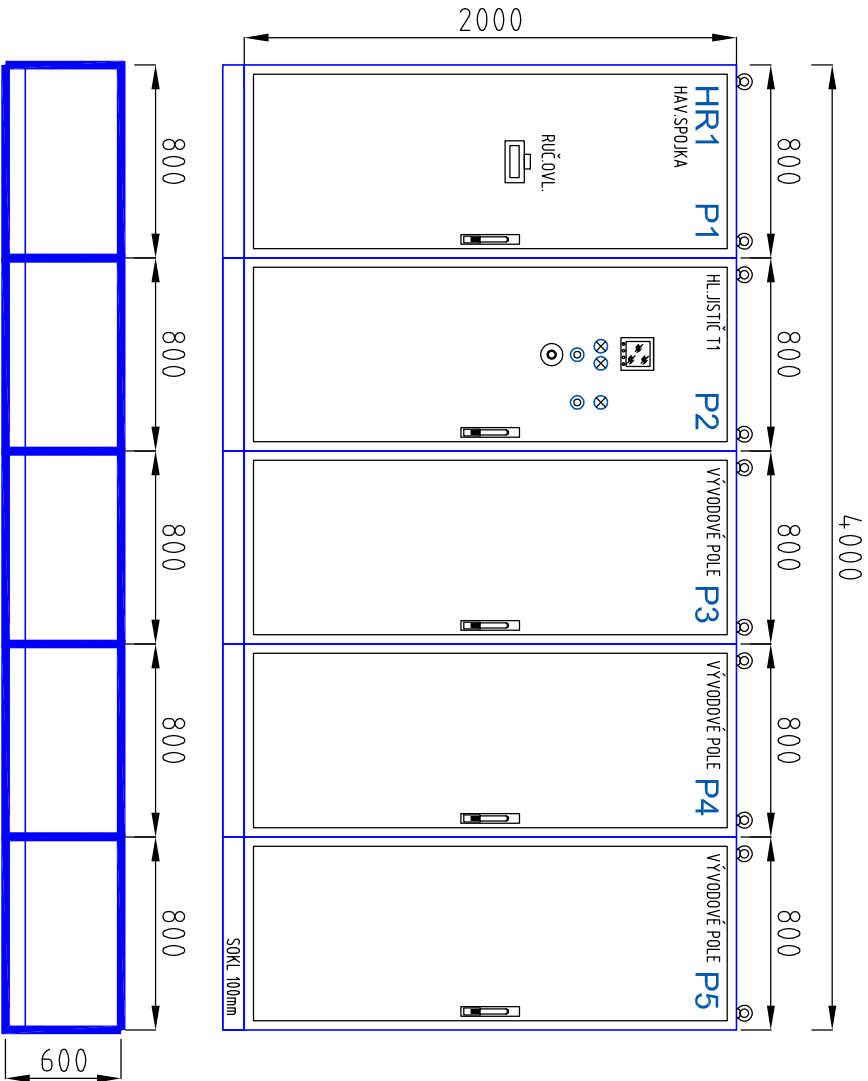 4000
800 800 800 800 800
2000
HR1 P1
HAV.SPOJKA
RUČ.OVL.
HL.JISTIČ T1 P2
VÝVODOVÉ POLE P3
VÝVODOVÉ POLE P4
VÝVODOVÉ POLE P5
SOKL 100mm
800 800 800 800 800
600